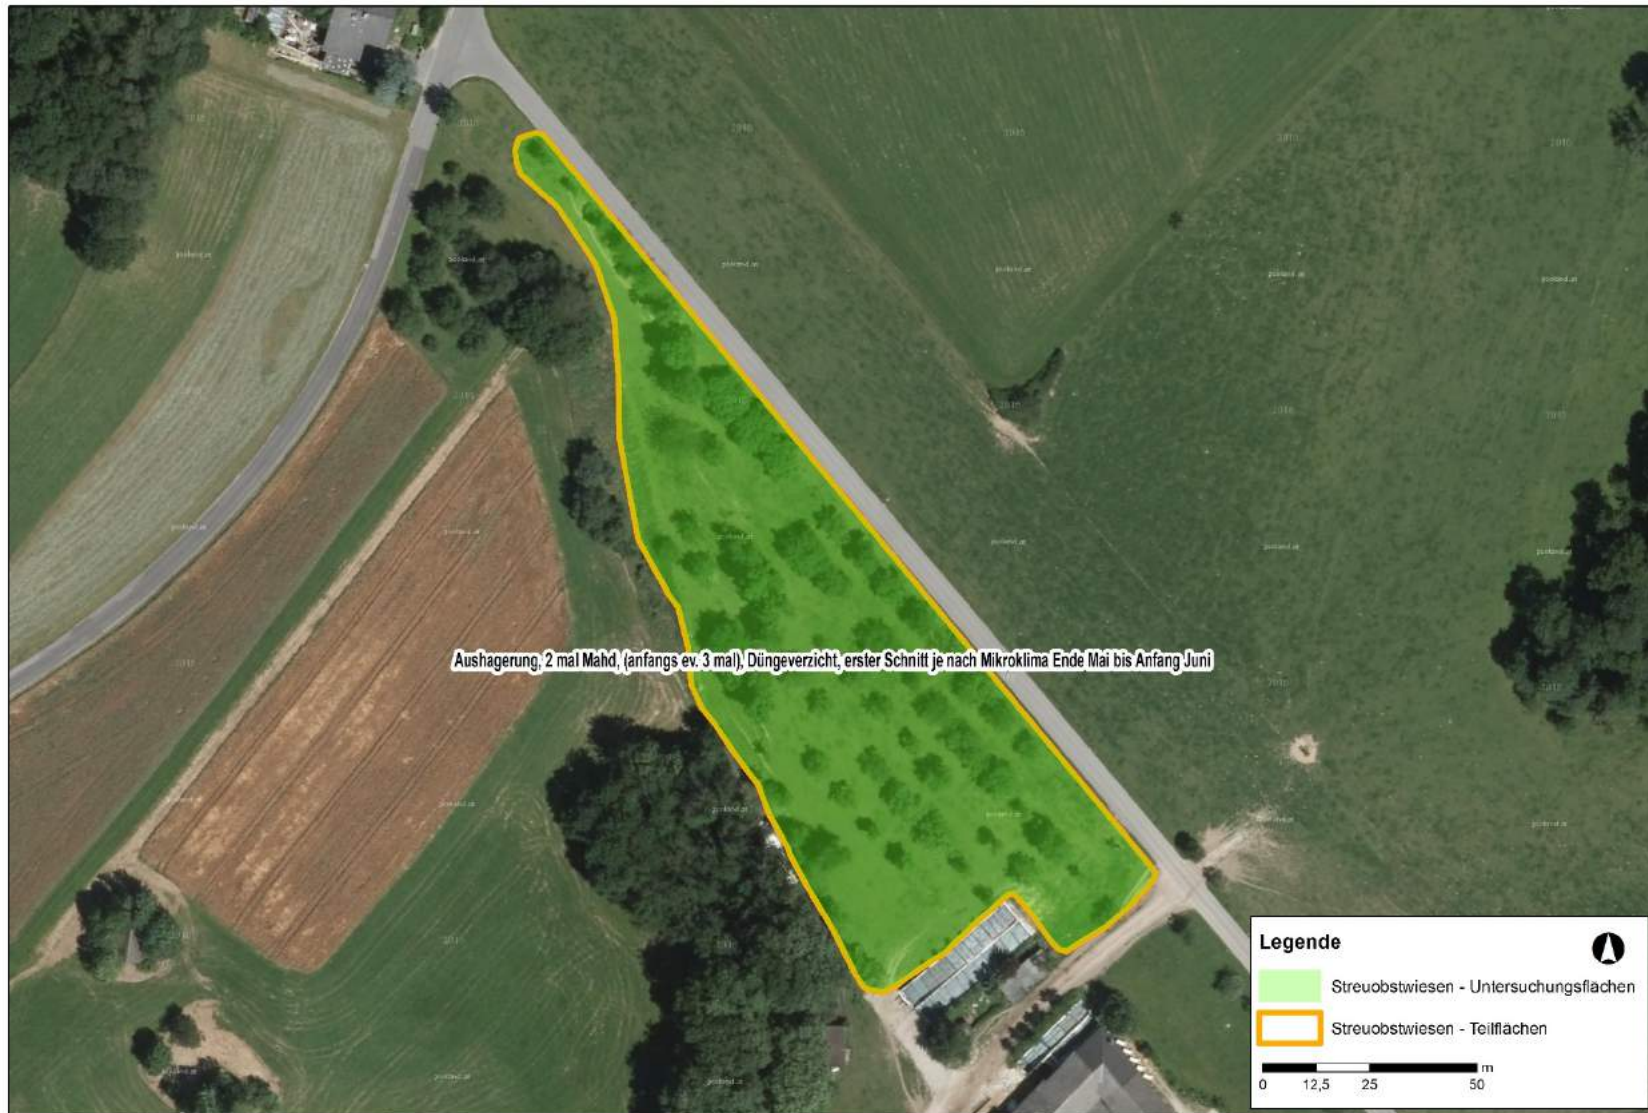 Aushagerung, 2 mal Mahd, (anfangs ev. 3 mal), Düngeverzicht, erster Schnitt je nach Mikroklima Ende Mai bis Anfang Juni
Legende
Streuobstwiesen - Untersuchungsflächen
Streuobstwiesen - Teilflächen
m
0 12,5 25 50